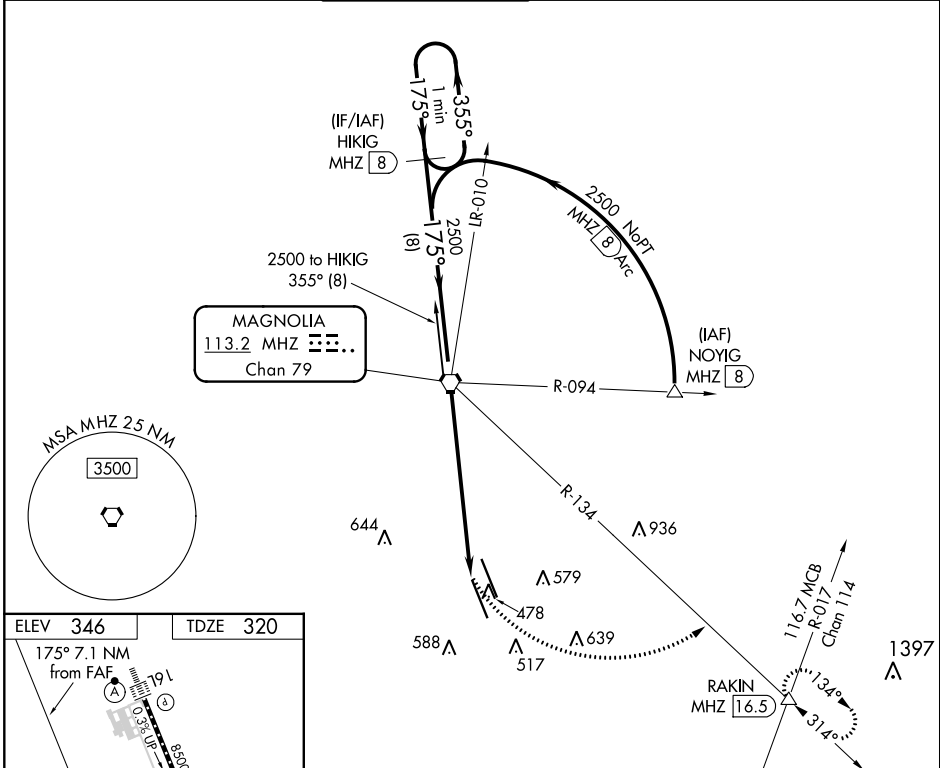 175°
1 min
355°
(IF/IAF)
HIKIG
MHZ 8
LR-010
2500 NoPT
MHZ 8 Arc
2500
175°
(8)
2500 to HIKIG
355° (8)
MAGNOLIA
113.2 MHZ
Chan 79
(IAF)
NOYIG
MHZ 8
R-094
MSA MHZ 25 NM
3500
R-134
644
936
579
478
588
639
517
116.7 MCB
R-017
Chan 114
1397
RAKIN
MHZ 16.5
134°
314°
ELEV 346
TDZE 320
175° 7.1 NM
from FAF
A
16L
P
0.3% UP
8500